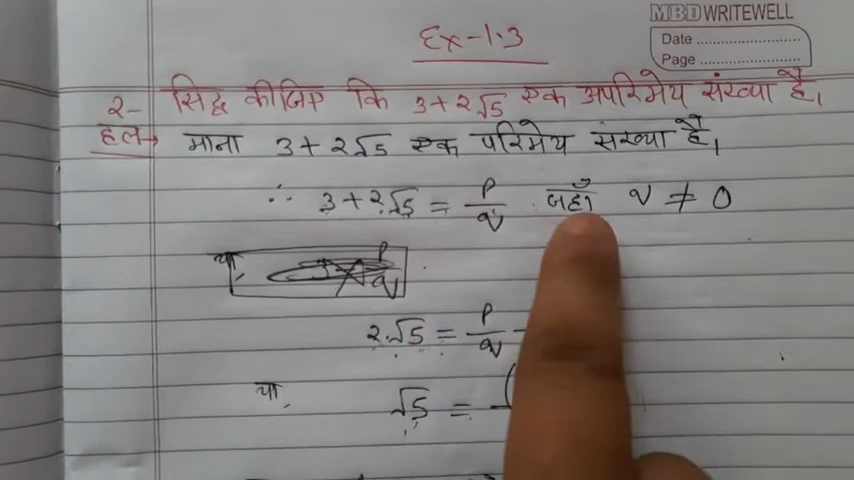 Ex-1.3
MBD WRITEWELL
Date
Page
2- सिद्ध कीजिए कि 3+2√5 एक अपरिमेय संख्या है।
हल→ माना 3+2√5 एक परिमेय संख्या है।
∴ 3+2√5 = p/q जहाँ q ≠ 0
या,
2√5 = p/q -
या, √5 = (